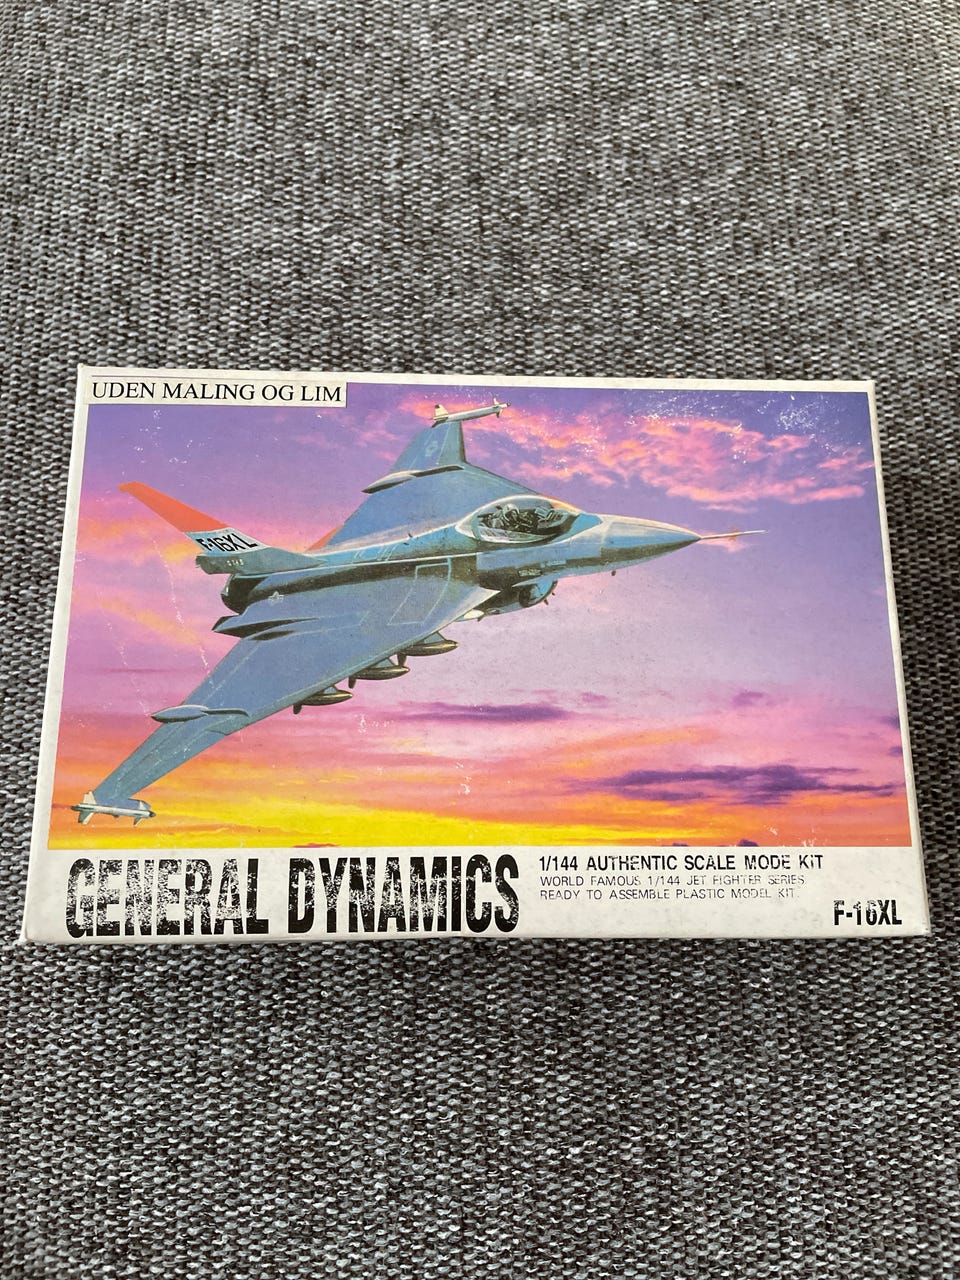 UDEN MALING OG LIM
F-16XL
GENERAL DYNAMICS
1/144 AUTHENTIC SCALE MODE KIT
WORLD FAMOUS 1/144 JET FIGHTER SERIES
READY TO ASSEMBLE PLASTIC MODEL KIT.
F-16XL